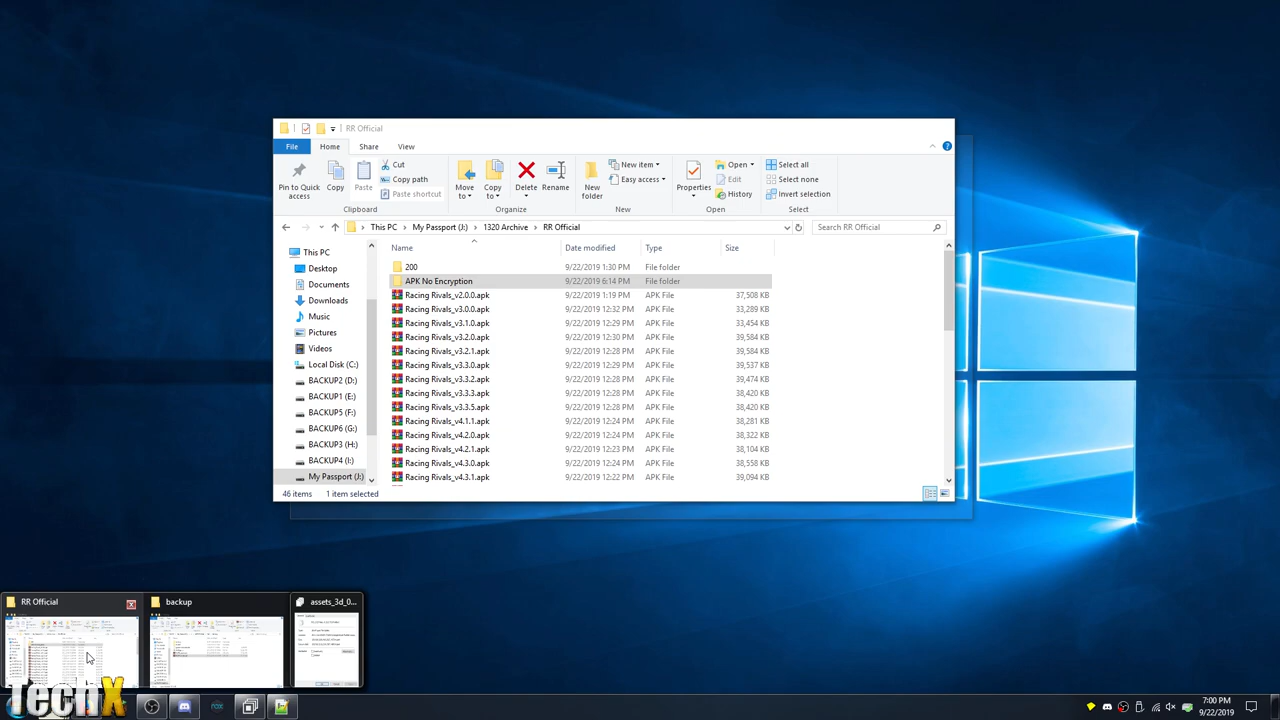 RR Official
File Home Share View
Pin to Quick access
Copy
Paste
Cut
Copy path
Paste shortcut
Clipboard
Move to
Copy to
Delete
Rename
Organize
New folder
New item
Easy access
New
Properties
Open
Edit
History
Open
Select all
Select none
Invert selection
Select
This PC > My Passport (J:) > 1320 Archive > RR Official
Search RR Official
Name Date modified Type Size
This PC
Desktop
Documents
Downloads
Music
Pictures
Videos
Local Disk (C:)
BACKUP2 (D:)
BACKUP1 (E:)
BACKUP5 (F:)
BACKUP6 (G:)
BACKUP3 (H:)
BACKUP4 (I:)
My Passport (J:)
200 9/22/2019 1:30 PM File folder
APK No Encryption 9/22/2019 6:14 PM File folder
Racing Rivals_v2.0.0.apk 9/22/2019 1:19 PM APK File 37,508 KB
Racing Rivals_v3.0.0.apk 9/22/2019 1:32 PM APK File 33,289 KB
Racing Rivals_v3.1.0.apk 9/22/2019 12:29 PM APK File 33,454 KB
Racing Rivals_v3.2.0.apk 9/22/2019 12:30 PM APK File 39,584 KB
Racing Rivals_v3.2.1.apk 9/22/2019 12:28 PM APK File 39,584 KB
Racing Rivals_v3.3.0.apk 9/22/2019 12:29 PM APK File 39,537 KB
Racing Rivals_v3.3.2.apk 9/22/2019 12:28 PM APK File 39,474 KB
Racing Rivals_v3.3.3.apk 9/22/2019 12:28 PM APK File 38,420 KB
Racing Rivals_v3.3.5.apk 9/22/2019 12:28 PM APK File 38,420 KB
Racing Rivals_v4.1.1.apk 9/22/2019 12:24 PM APK File 38,281 KB
Racing Rivals_v4.2.0.apk 9/22/2019 12:24 PM APK File 38,322 KB
Racing Rivals_v4.2.1.apk 9/22/2019 12:23 PM APK File 38,104 KB
Racing Rivals_v4.3.0.apk 9/22/2019 12:24 PM APK File 38,558 KB
Racing Rivals_v4.3.1.apk 9/22/2019 12:22 PM APK File 39,094 KB
46 items 1 item selected
RR Official
backup
assets_3d_0...
TechX
nox
7:00 PM
9/22/2019